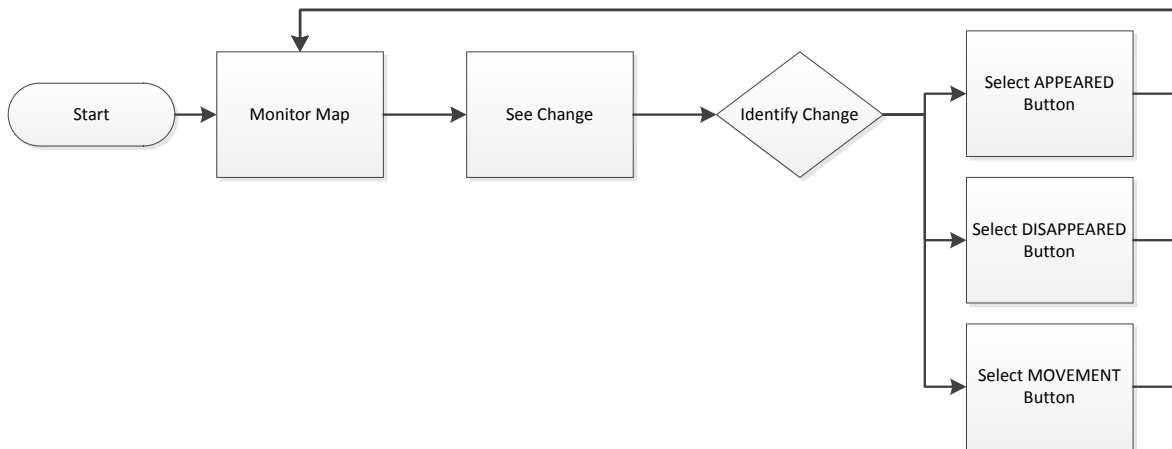 Start
Monitor Map
See Change
Identify Change
Select APPEARED
Button
Select DISAPPEARED
Button
Select MOVEMENT
Button